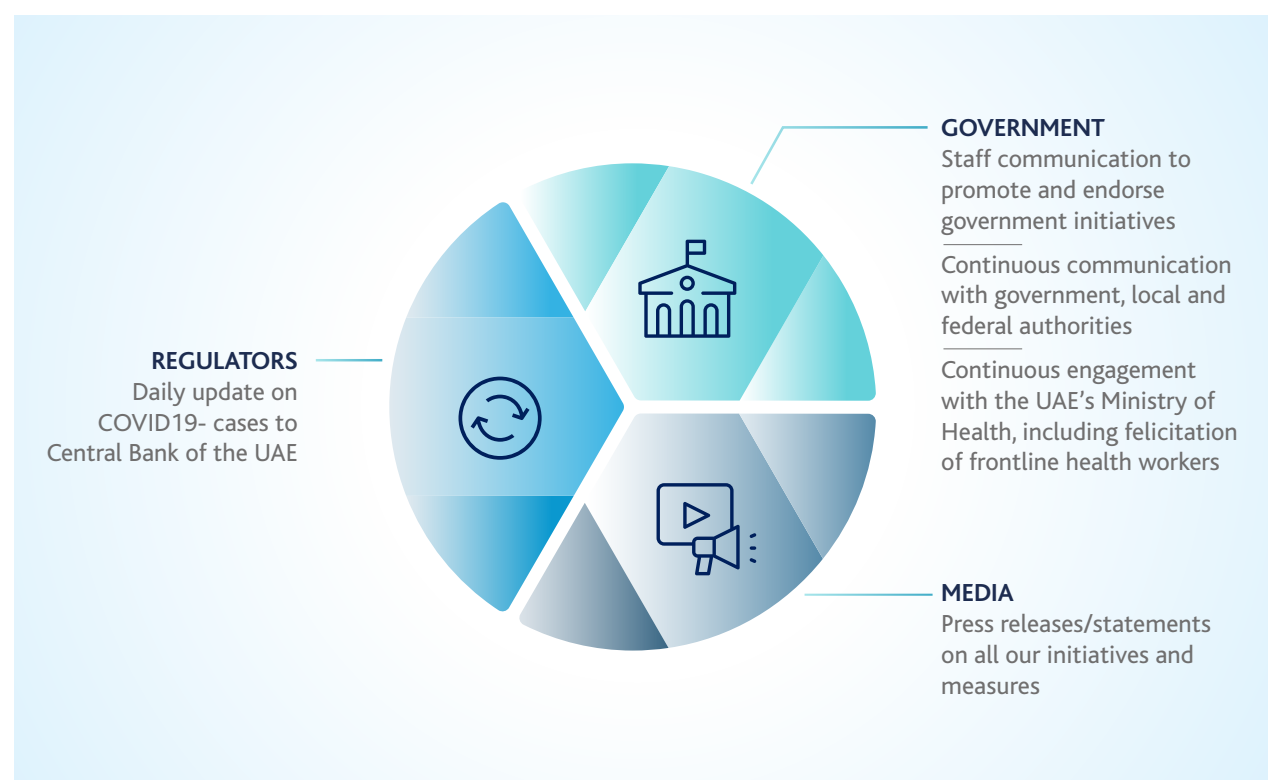 REGULATORS
Daily update on
COVID19- cases to
Central Bank of the UAE
GOVERNMENT
Staff communication to
promote and endorse
government initiatives
Continuous communication
with government, local and
federal authorities
Continuous engagement
with the UAE’s Ministry of
Health, including felicitation
of frontline health workers
MEDIA
Press releases/statements
on all our initiatives and
measures